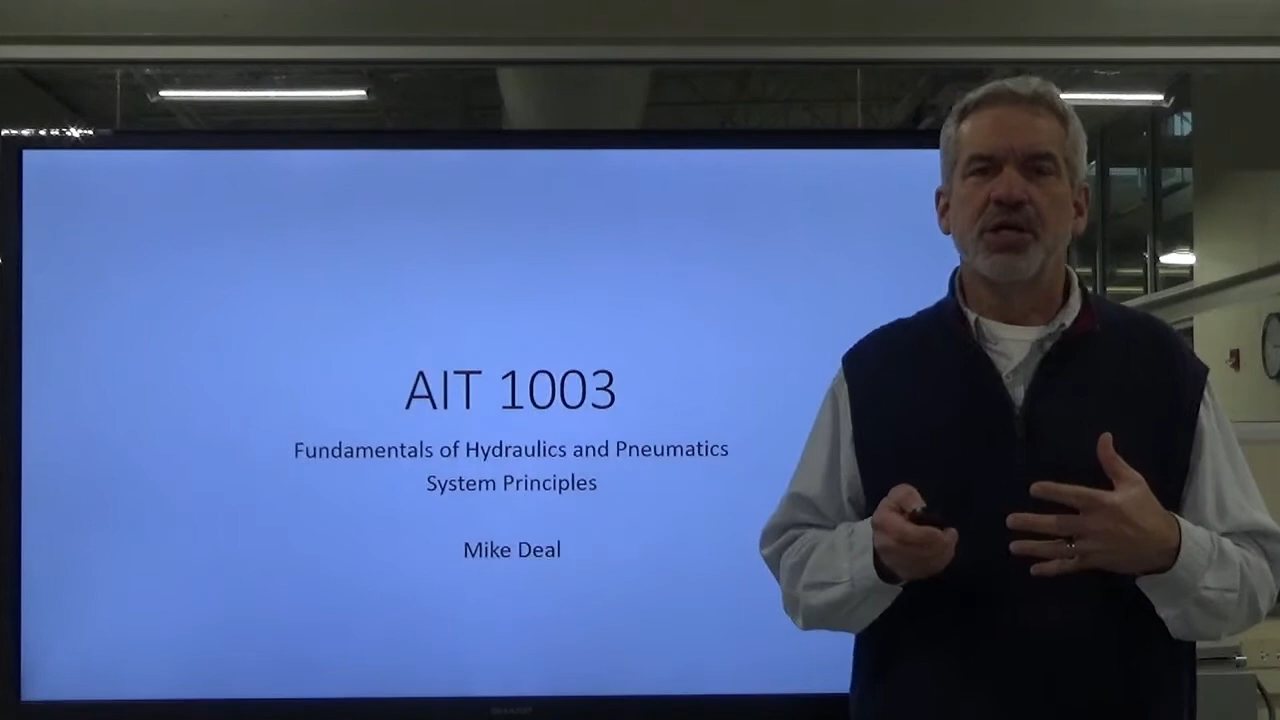 AIT 1003
Fundamentals of Hydraulics and Pneumatics
System Principles
Mike Deal